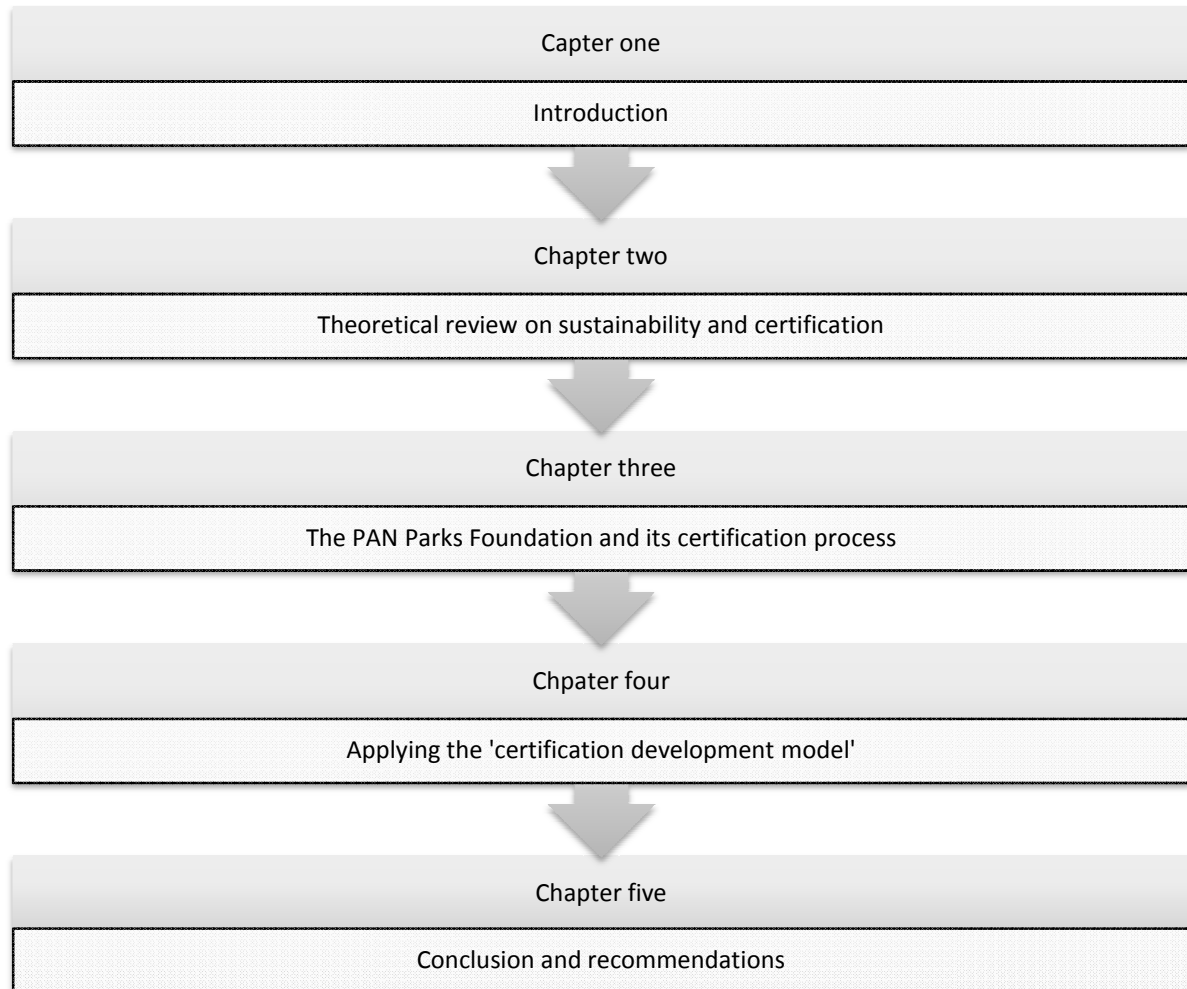 Capter one
Introduction
Chapter two
Theoretical review on sustainability and certification
Chapter three
The PAN Parks Foundation and its certification process
Chpater four
Applying the 'certification development model'
Chapter five
Conclusion and recommendations